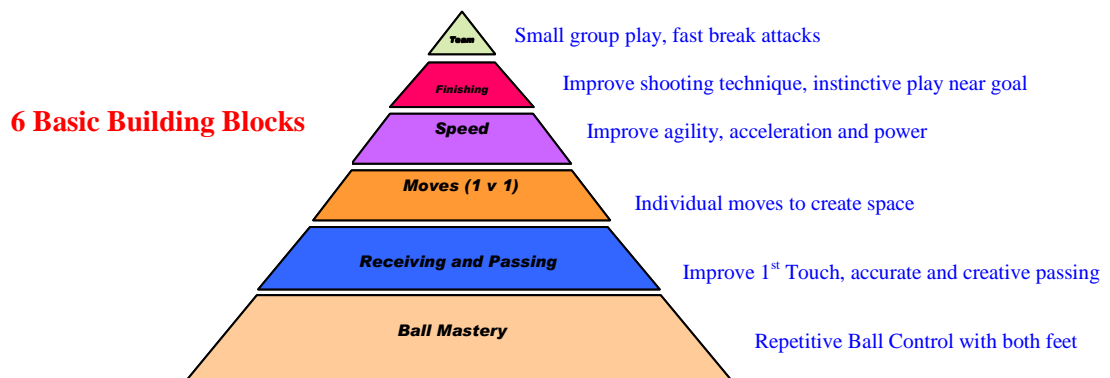 Team
Small group play, fast break attacks
Finishing
Improve shooting technique, instinctive play near goal
6 Basic Building Blocks
Speed
Improve agility, acceleration and power
Moves (1 v 1)
Individual moves to create space
Receiving and Passing
Improve 1st Touch, accurate and creative passing
Ball Mastery
Repetitive Ball Control with both feet